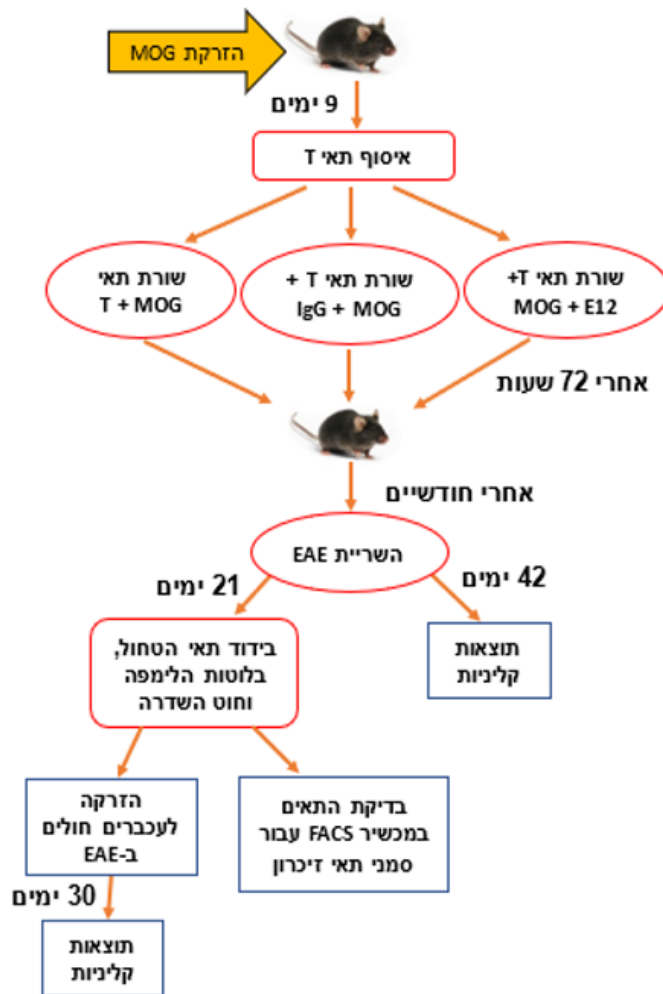 הזרקת MOG
9 ימים
איסוף תאי T
שורת תאי
T + MOG
שורת תאי T +
IgG + MOG
שורת תאי T+
MOG + E12
אחרי 72 שעות
אחרי חודשיים
השריית EAE
21 ימים
42 ימים
בידוד תאי הטחול,
בלוטות הלימפה
וחוט השדרה
תוצאות
קליניות
הזרקה
לעכברים חולים
ב-EAE
בדיקת התאים
במכשיר FACS עבור
סמני תאי זיכרון
30 ימים
תוצאות
קליניות